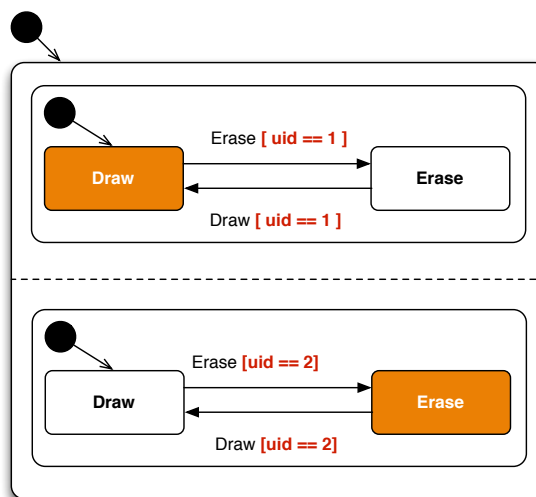 Erase [ uid == 1 ]
Draw
Erase
Draw [ uid == 1 ]
Erase [uid == 2]
Draw
Erase
Draw [uid == 2]